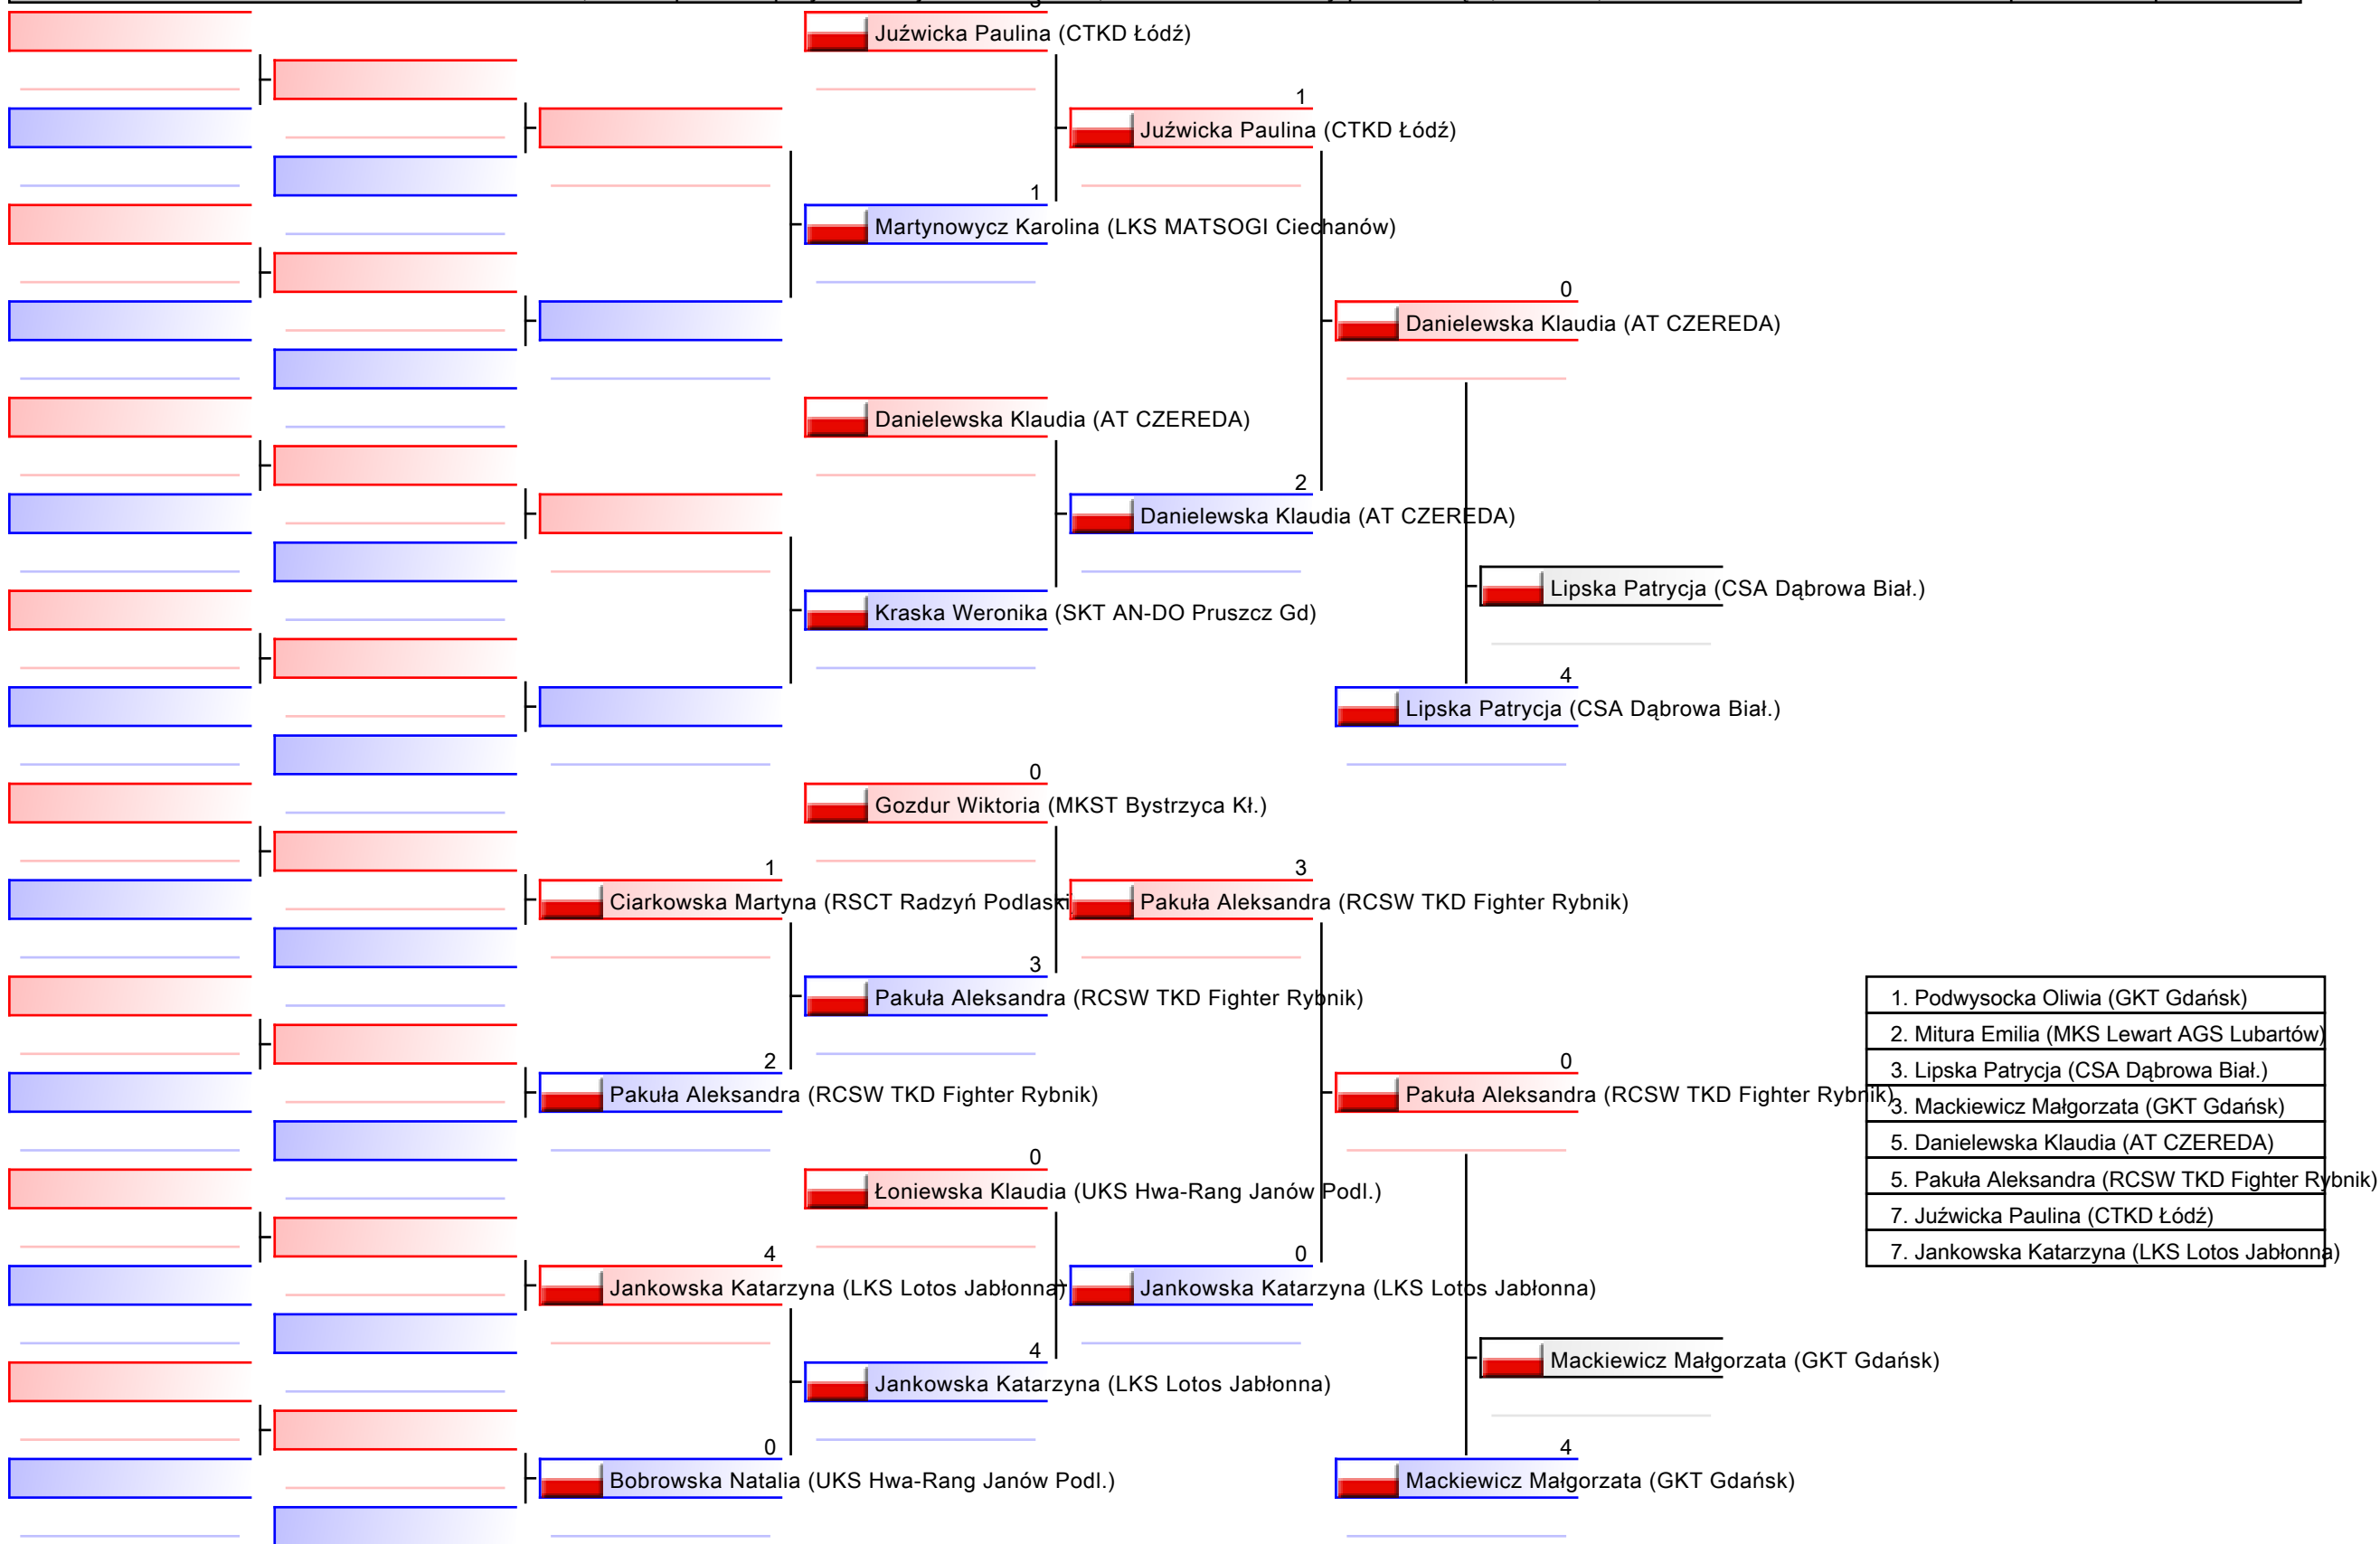 Juźwicka Paulina (CTKD Łódź)
1
Juźwicka Paulina (CTKD Łódź)
1
Martynowycz Karolina (LKS MATSOGI Ciechanów)
0
Danielewska Klaudia (AT CZEREDA)
Danielewska Klaudia (AT CZEREDA)
2
Danielewska Klaudia (AT CZEREDA)
Lipska Patrycja (CSA Dąbrowa Biał.)
Kraska Weronika (SKT AN-DO Pruszcz Gd)
4
Lipska Patrycja (CSA Dąbrowa Biał.)
0
Gozdur Wiktoria (MKST Bystrzyca Kł.)
1
3
Ciarkowska Martyna (RSCT Radzyń Podlaski
Pakuła Aleksandra (RCSW TKD Fighter Rybnik)
3
Pakuła Aleksandra (RCSW TKD Fighter Rybnik)
2
0
Pakuła Aleksandra (RCSW TKD Fighter Rybnik)
Pakuła Aleksandra (RCSW TKD Fighter Rybnik)
0
Łoniewska Klaudia (UKS Hwa-Rang Janów Podl.)
4
0
Jankowska Katarzyna (LKS Lotos Jabłonna)
Jankowska Katarzyna (LKS Lotos Jabłonna)
4
Mackiewicz Małgorzata (GKT Gdańsk)
Jankowska Katarzyna (LKS Lotos Jabłonna)
0
4
Bobrowska Natalia (UKS Hwa-Rang Janów Podl.)
Mackiewicz Małgorzata (GKT Gdańsk)
1. Podwysocka Oliwia (GKT Gdańsk)
2. Mitura Emilia (MKS Lewart AGS Lubartów)
3. Lipska Patrycja (CSA Dąbrowa Biał.)
3. Mackiewicz Małgorzata (GKT Gdańsk)
5. Danielewska Klaudia (AT CZEREDA)
5. Pakuła Aleksandra (RCSW TKD Fighter Rybnik)
7. Juźwicka Paulina (CTKD Łódź)
7. Jankowska Katarzyna (LKS Lotos Jabłonna)